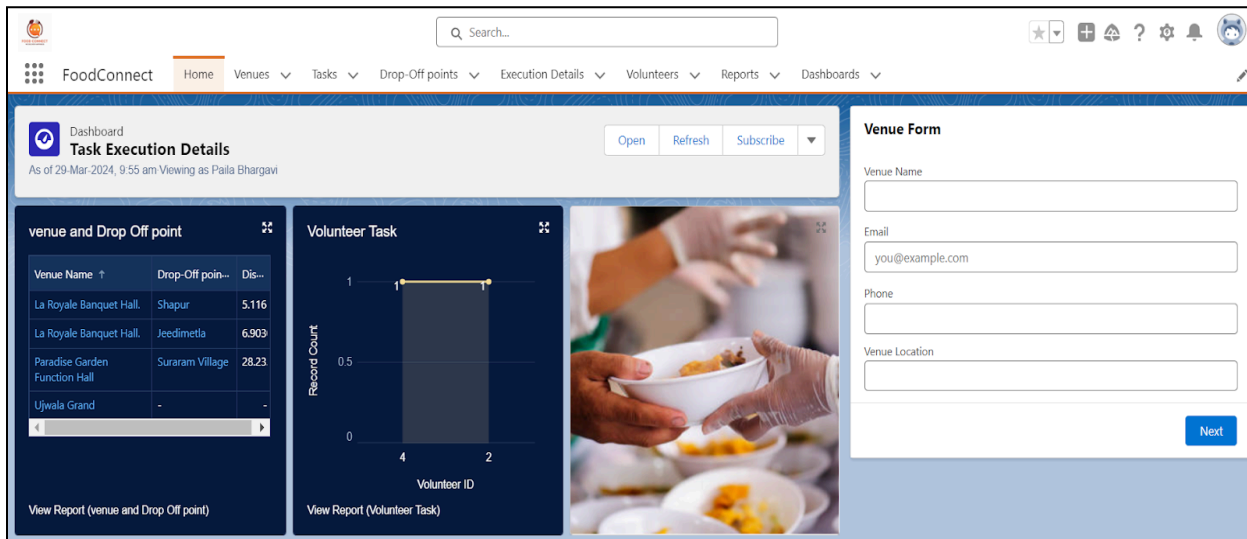 Search...
FoodConnect
Home
Venues
Tasks
Drop-Off points
Execution Details
Volunteers
Reports
Dashboards
Dashboard
Task Execution Details
As of 29-Mar-2024, 9:55 am·Viewing as Paila Bhargavi
Open
Refresh
Subscribe
venue and Drop Off point
Venue Name ↑ Drop-Off poin... Dis...
La Royale Banquet Hall. Shapur 5.116
La Royale Banquet Hall. Jeedimetla 6.903
Paradise Garden Suraram Village 28.23
Function Hall
Ujwala Grand - -
View Report (venue and Drop Off point)
Volunteer Task
Record Count
1
0.5
0
1 1
4 2
Volunteer ID
View Report (Volunteer Task)
Venue Form
Venue Name
Email
you@example.com
Phone
Venue Location
Next